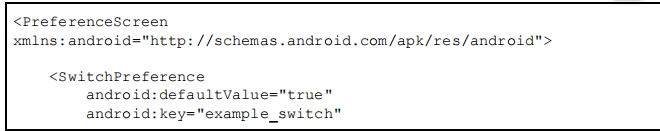 <PreferenceScreen
xmlns:android="http://schemas.android.com/apk/res/android">
<SwitchPreference
android:defaultValue="true"
android:key="example_switch"